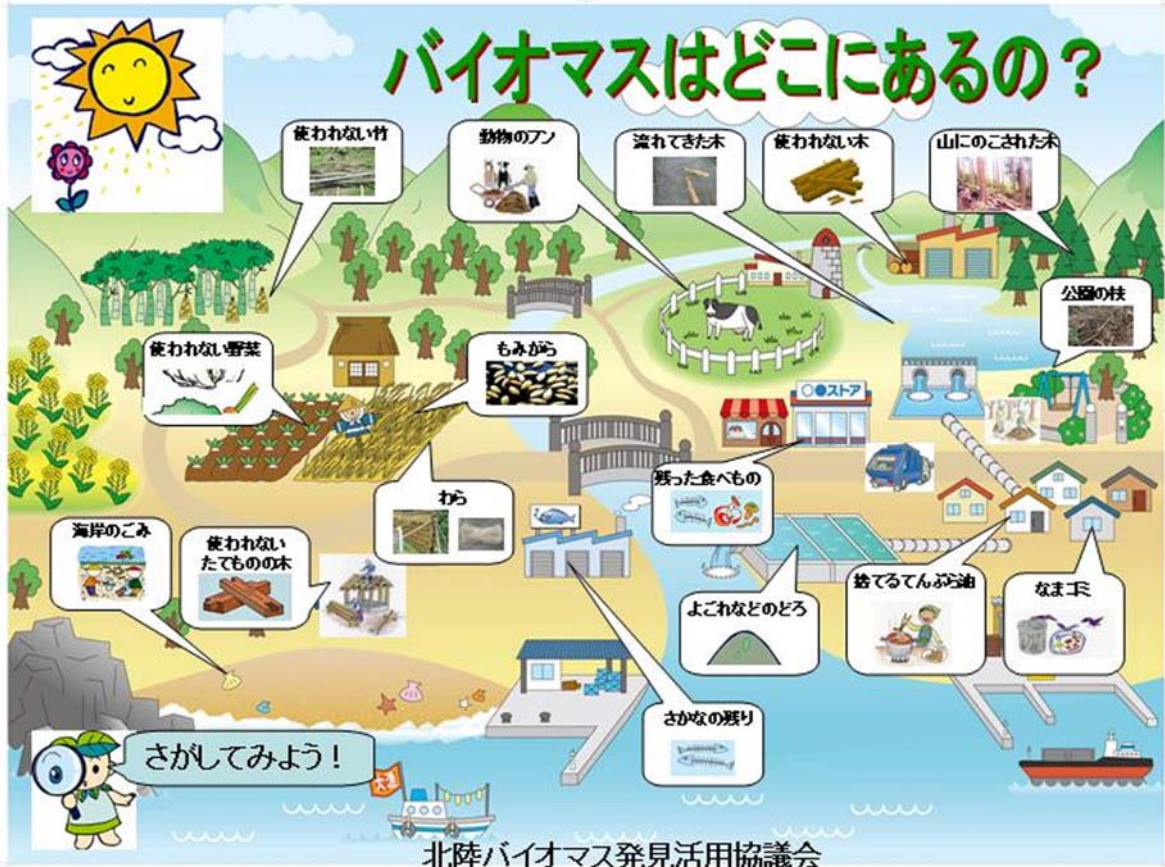 バイオマスはどこにあるの？
使われない竹
動物のフン
流れてきた木
使われない木
山にのこされた木
公園の枝
使われない野菜
もみがら
○●ストア
残った食べもの
わら
海岸のごみ
使われない
たてものの木
よごれなどのどろ
捨てるてんぷら油
なまゴミ
さかなの残り
さがしてみよう！
北陸バイオマス発見活用協議会